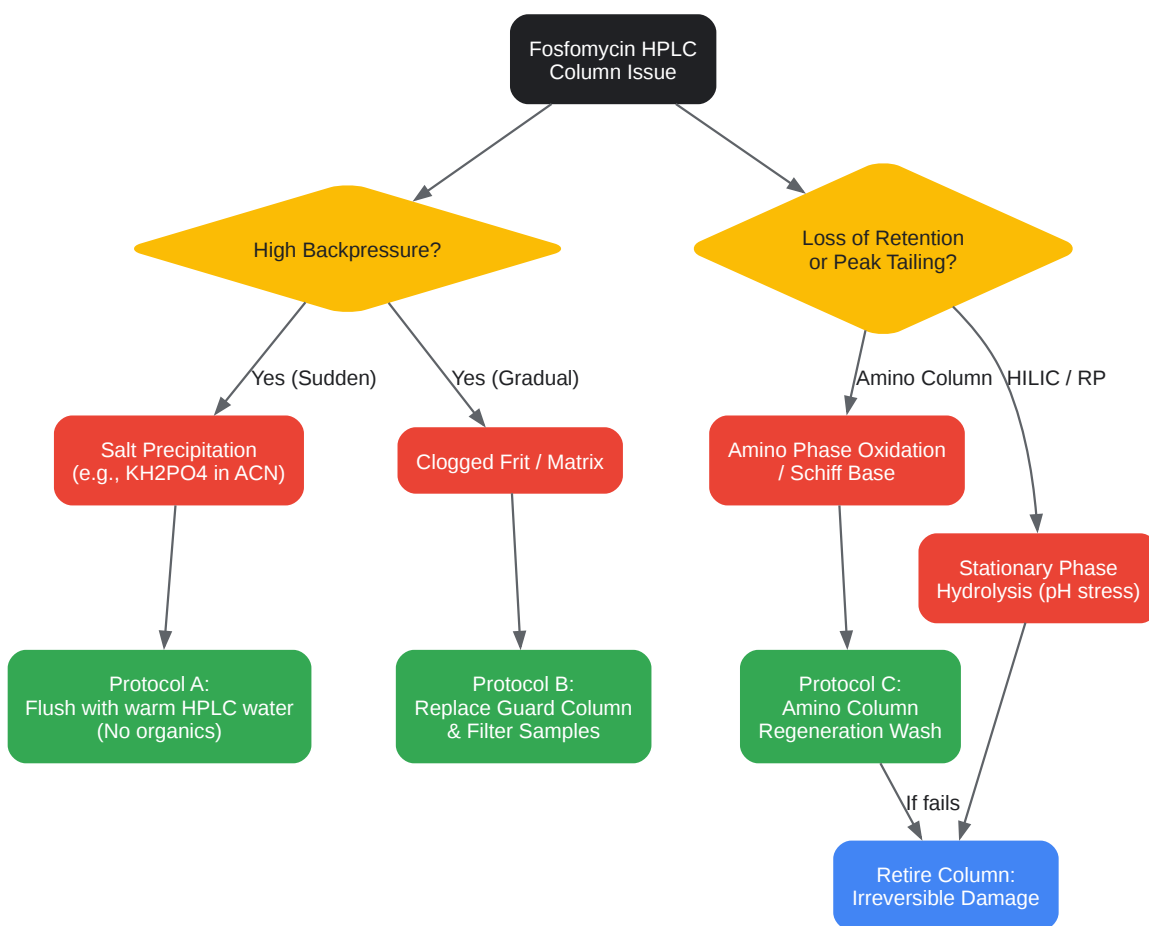 Fosfomycin HPLC
Column Issue
High Backpressure?
Loss of Retention
or Peak Tailing?
Yes (Sudden)
Yes (Gradual)
Amino Column
HILIC / RP
Salt Precipitation
(e.g., KH2PO4 in ACN)
Clogged Frit / Matrix
Amino Phase Oxidation
/ Schiff Base
Stationary Phase
Hydrolysis (pH stress)
Protocol A:
Flush with warm HPLC water
(No organics)
Protocol B:
Replace Guard Column
& Filter Samples
Protocol C:
Amino Column
Regeneration Wash
If fails
Retire Column:
Irreversible Damage